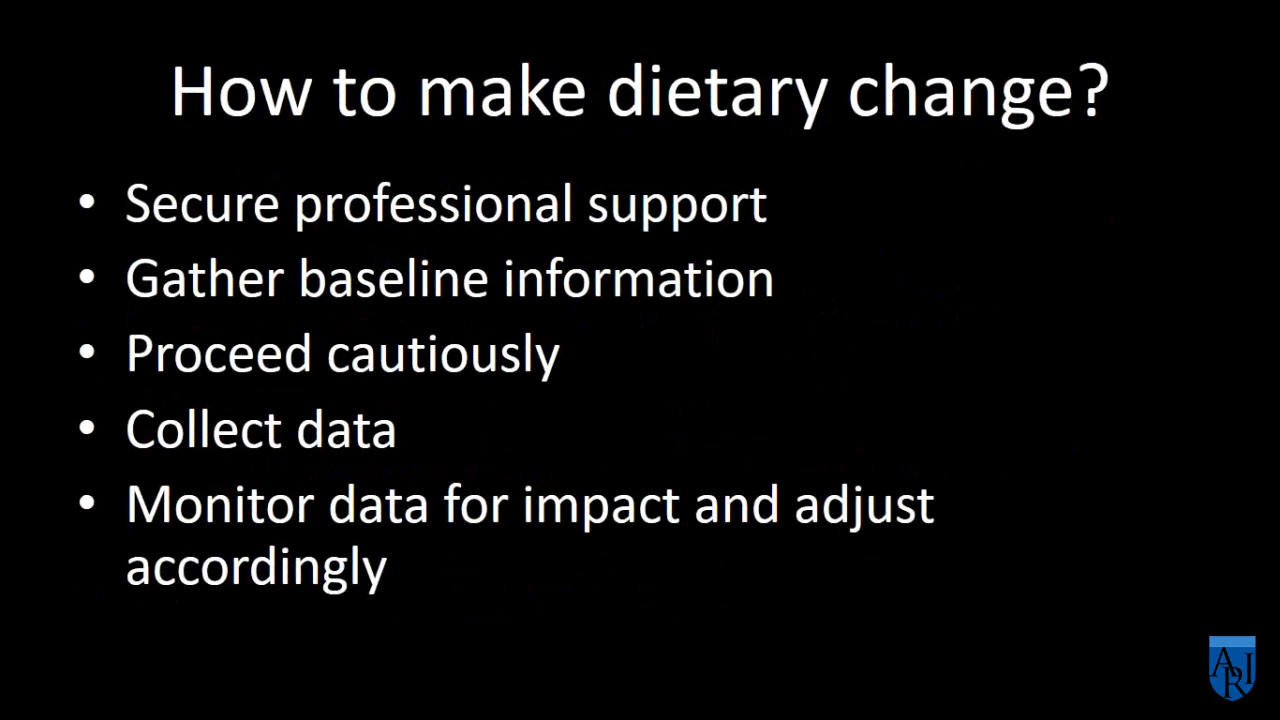 How to make dietary change?
• Secure professional support
• Gather baseline information
• Proceed cautiously
• Collect data
• Monitor data for impact and adjust
accordingly
ARI